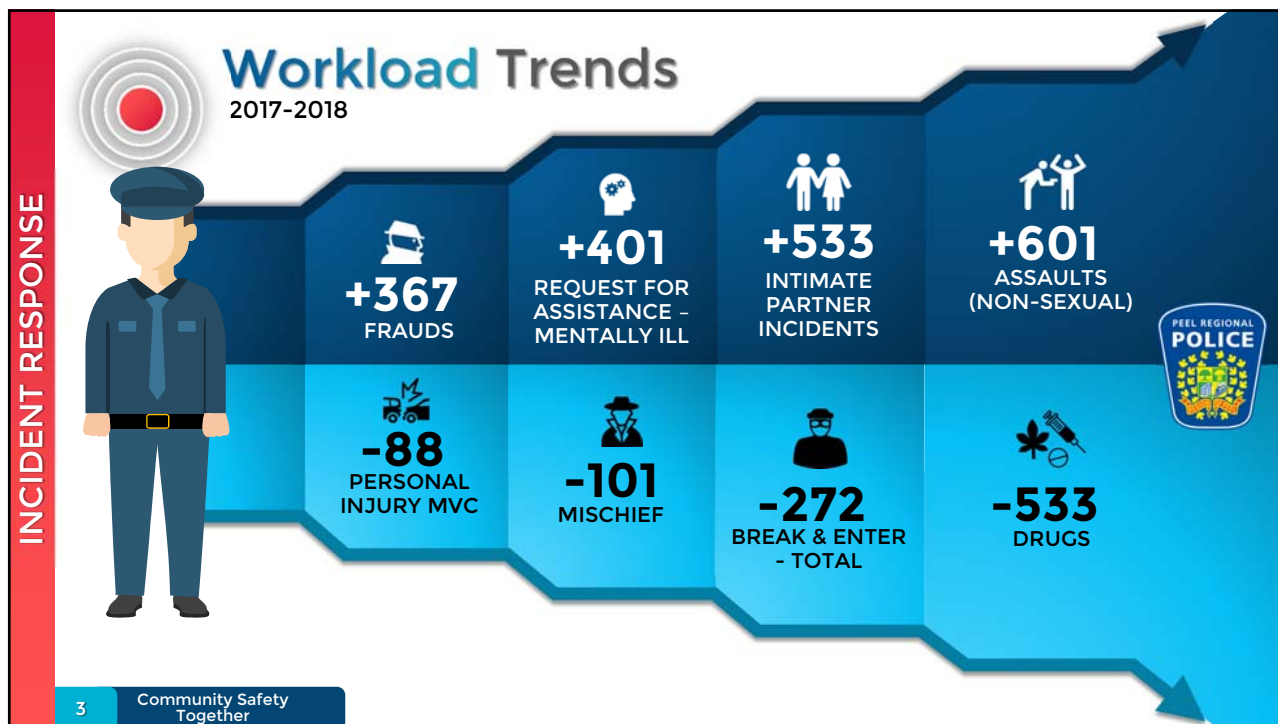 INCIDENT RESPONSE
Workload Trends
2017-2018
+367
FRAUDS
+401
REQUEST FOR
ASSISTANCE –
MENTALLY ILL
+533
INTIMATE
PARTNER
INCIDENTS
+601
ASSAULTS
(NON-SEXUAL)
PEEL REGIONAL
POLICE
-88
PERSONAL
INJURY MVC
-101
MISCHIEF
-272
BREAK & ENTER
- TOTAL
-533
DRUGS
3
Community Safety
Together